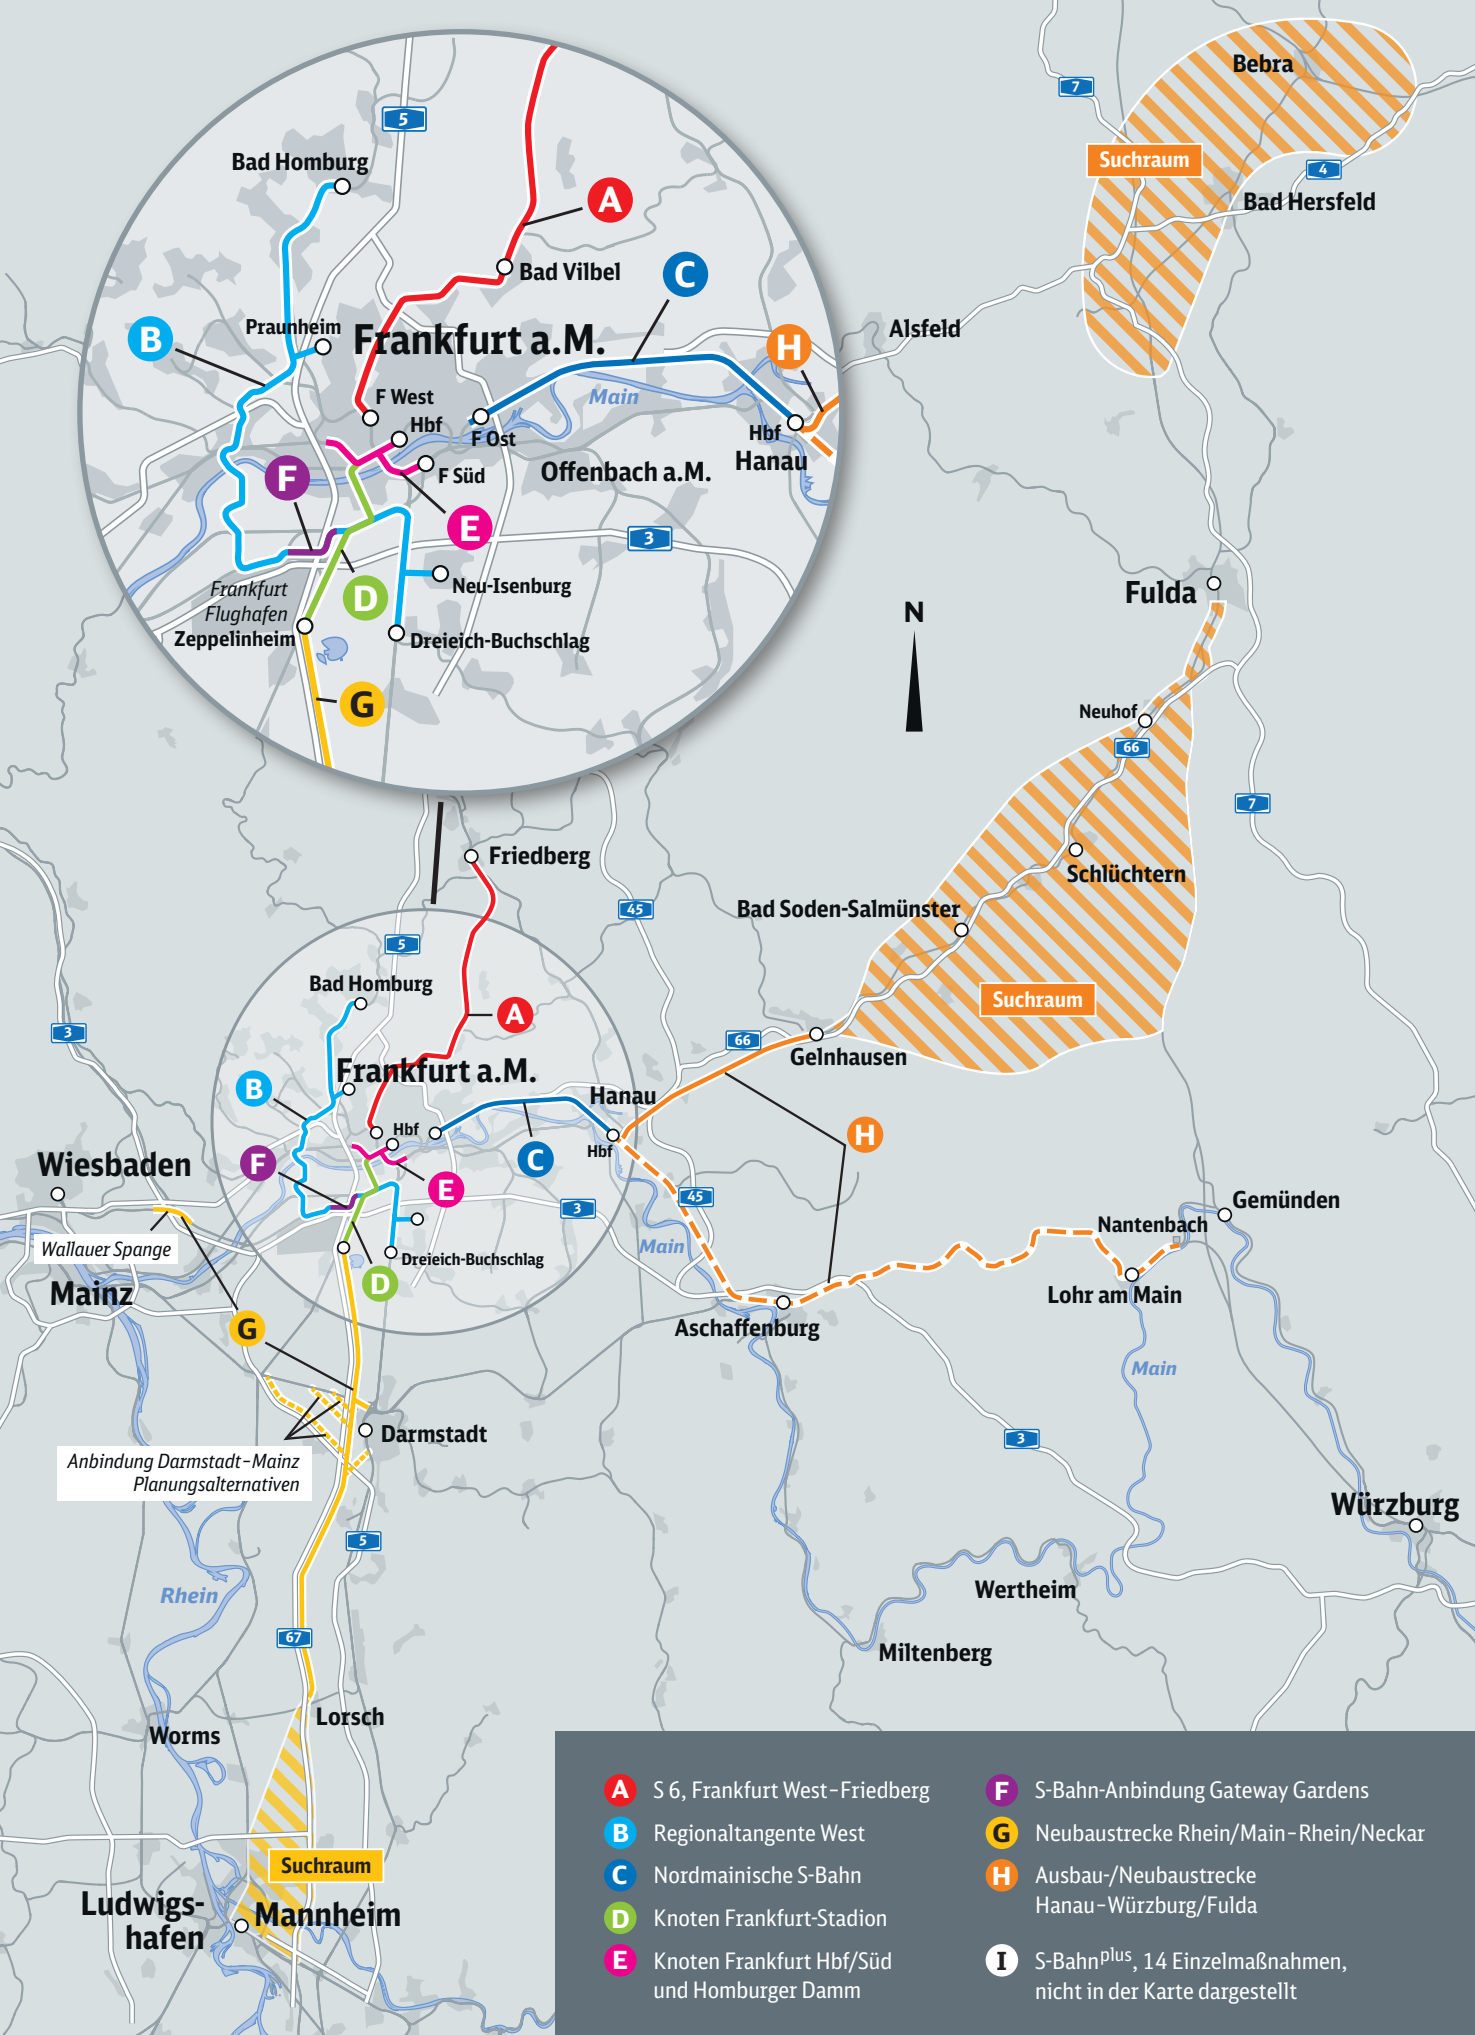 Bebra
7
Suchraum
4
Bad Hersfeld
5
Bad Homburg
A
Bad Vilbel
C
Praunheim
B
Frankfurt a.M.
H
Alsfeld
Main
F West
Hbf
F Ost
Hbf
Hanau
F
F Süd
Offenbach a.M.
E
3
Frankfurt
Flughafen
D
Neu-Isenburg
Zeppelinheim
Dreieich-Buchschlag
G
N
Fulda
Neuhof
66
7
Schlüchtern
Bad Soden-Salmünster
Suchraum
Friedberg
45
5
Bad Homburg
A
3
66
Gelnhausen
Frankfurt a.M.
B
Hanau
Hbf
Hbf
H
C
F
E
Wiesbaden
45
3
Gemünden
Nantenbach
Wallauer Spange
Main
Dreieich-Buchschlag
D
Mainz
Lohr am Main
G
Aschaffenburg
Main
Darmstadt
3
Anbindung Darmstadt–Mainz
Planungsalternativen
Würzburg
5
Rhein
Wertheim
67
Miltenberg
Lorsch
Worms
Suchraum
Ludwigs-
hafen
Mannheim
A S 6, Frankfurt West–Friedberg
B Regionaltangente West
C Nordmainische S-Bahn
D Knoten Frankfurt-Stadion
E Knoten Frankfurt Hbf/Süd
und Homburger Damm
F S-Bahn-Anbindung Gateway Gardens
G Neubaustrecke Rhein/Main–Rhein/Neckar
H Ausbau-/Neubaustrecke
Hanau–Würzburg/Fulda
I S-Bahnplus, 14 Einzelmaßnahmen,
nicht in der Karte dargestellt